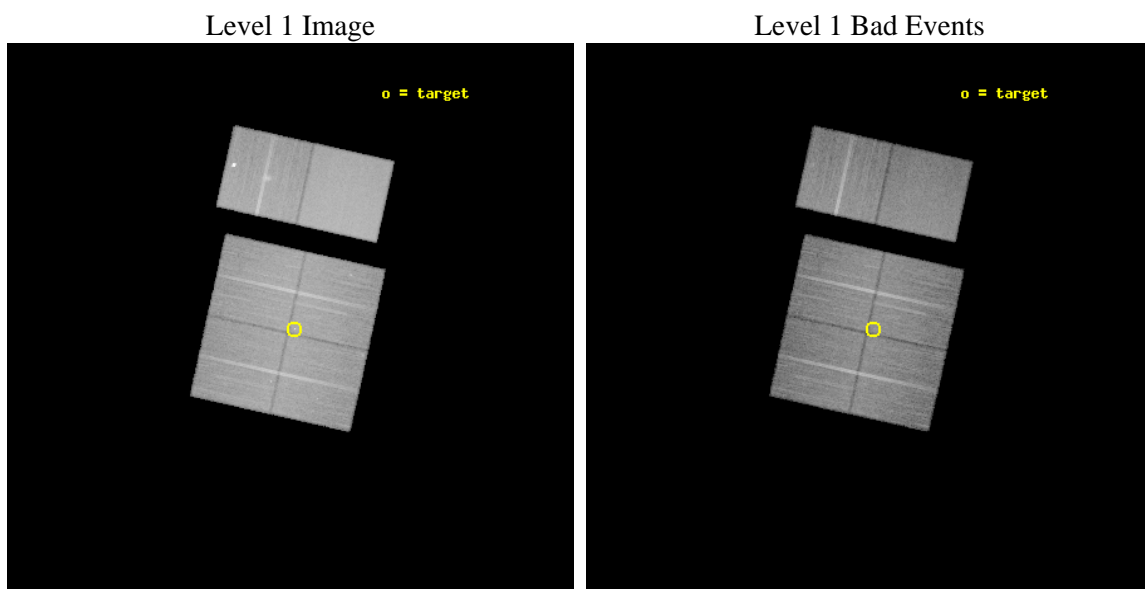 Level 1 Image
Level 1 Bad Events
o = target
o = target